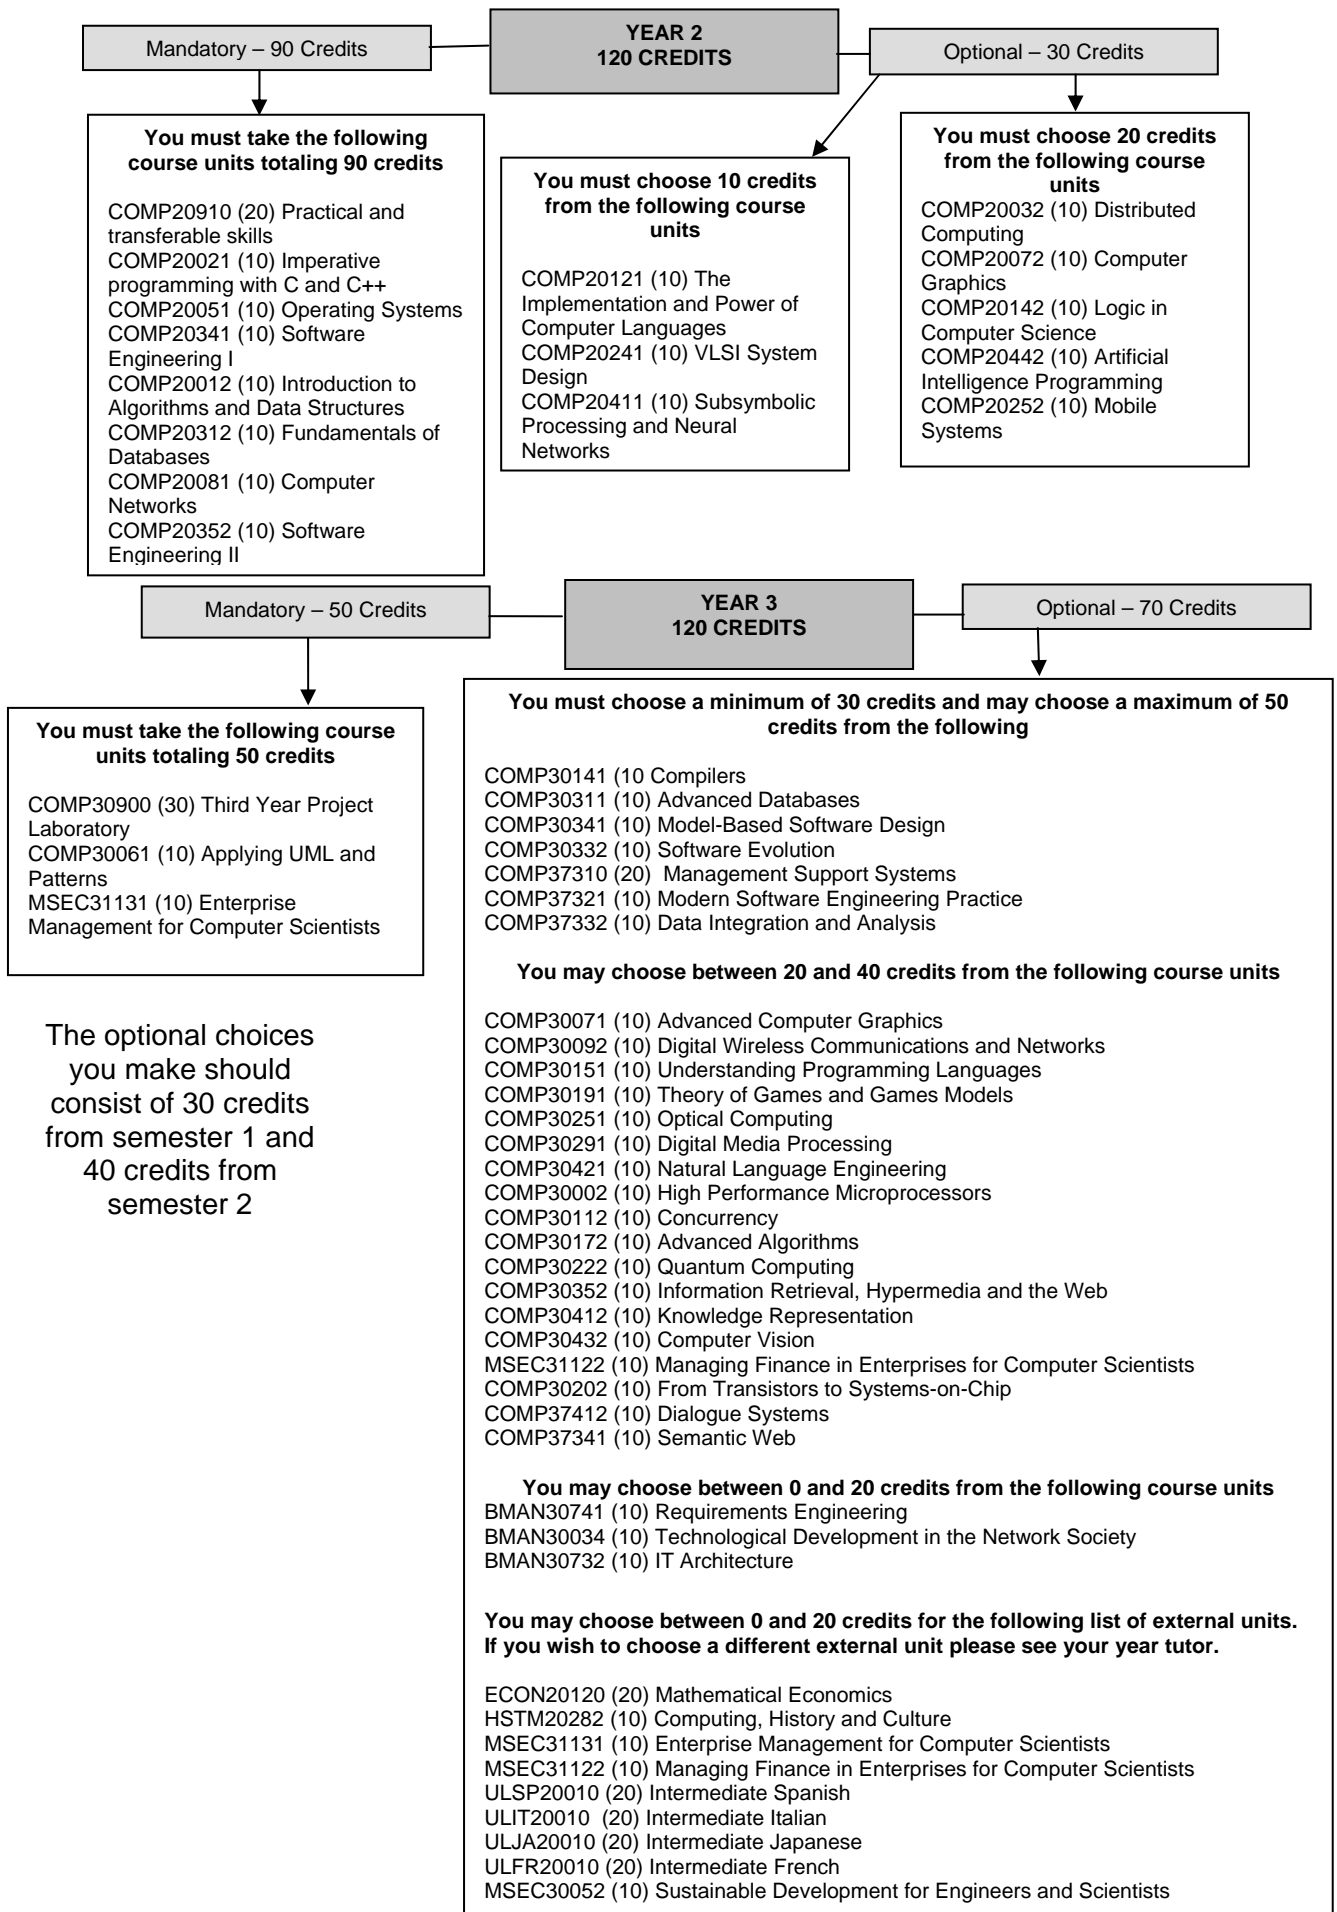 YEAR 2
120 CREDITS
Mandatory – 90 Credits
Optional – 30 Credits
You must take the following
course units totaling 90 credits
COMP20910 (20) Practical and
transferable skills
COMP20021 (10) Imperative
programming with C and C++
COMP20051 (10) Operating Systems
COMP20341 (10) Software
Engineering I
COMP20012 (10) Introduction to
Algorithms and Data Structures
COMP20312 (10) Fundamentals of
Databases
COMP20081 (10) Computer
Networks
COMP20352 (10) Software
Engineering II
You must choose 10 credits
from the following course
units
COMP20121 (10) The
Implementation and Power of
Computer Languages
COMP20241 (10) VLSI System
Design
COMP20411 (10) Subsymbolic
Processing and Neural
Networks
You must choose 20 credits
from the following course
units
COMP20032 (10) Distributed
Computing
COMP20072 (10) Computer
Graphics
COMP20142 (10) Logic in
Computer Science
COMP20442 (10) Artificial
Intelligence Programming
COMP20252 (10) Mobile
Systems
YEAR 3
120 CREDITS
Mandatory – 50 Credits
Optional – 70 Credits
You must take the following course
units totaling 50 credits
COMP30900 (30) Third Year Project
Laboratory
COMP30061 (10) Applying UML and
Patterns
MSEC31131 (10) Enterprise
Management for Computer Scientists
The optional choices
you make should
consist of 30 credits
from semester 1 and
40 credits from
semester 2
You must choose a minimum of 30 credits and may choose a maximum of 50
credits from the following
COMP30141 (10 Compilers
COMP30311 (10) Advanced Databases
COMP30341 (10) Model-Based Software Design
COMP30332 (10) Software Evolution
COMP37310 (20) Management Support Systems
COMP37321 (10) Modern Software Engineering Practice
COMP37332 (10) Data Integration and Analysis
You may choose between 20 and 40 credits from the following course units
COMP30071 (10) Advanced Computer Graphics
COMP30092 (10) Digital Wireless Communications and Networks
COMP30151 (10) Understanding Programming Languages
COMP30191 (10) Theory of Games and Games Models
COMP30251 (10) Optical Computing
COMP30291 (10) Digital Media Processing
COMP30421 (10) Natural Language Engineering
COMP30002 (10) High Performance Microprocessors
COMP30112 (10) Concurrency
COMP30172 (10) Advanced Algorithms
COMP30222 (10) Quantum Computing
COMP30352 (10) Information Retrieval, Hypermedia and the Web
COMP30412 (10) Knowledge Representation
COMP30432 (10) Computer Vision
MSEC31122 (10) Managing Finance in Enterprises for Computer Scientists
COMP30202 (10) From Transistors to Systems-on-Chip
COMP37412 (10) Dialogue Systems
COMP37341 (10) Semantic Web
You may choose between 0 and 20 credits from the following course units
BMAN30741 (10) Requirements Engineering
BMAN30034 (10) Technological Development in the Network Society
BMAN30732 (10) IT Architecture
You may choose between 0 and 20 credits for the following list of external units.
If you wish to choose a different external unit please see your year tutor.
ECON20120 (20) Mathematical Economics
HSTM20282 (10) Computing, History and Culture
MSEC31131 (10) Enterprise Management for Computer Scientists
MSEC31122 (10) Managing Finance in Enterprises for Computer Scientists
ULSP20010 (20) Intermediate Spanish
ULIT20010 (20) Intermediate Italian
ULJA20010 (20) Intermediate Japanese
ULFR20010 (20) Intermediate French
MSEC30052 (10) Sustainable Development for Engineers and Scientists